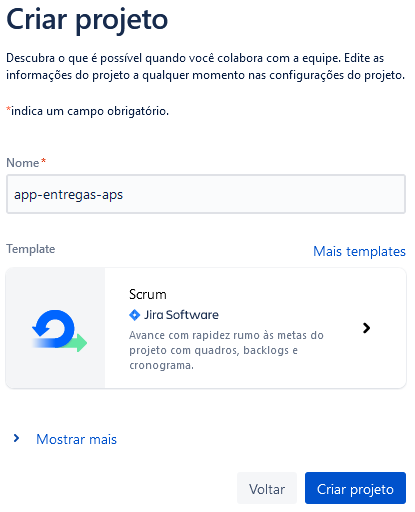 Criar projeto
Descubra o que é possível quando você colabora com a equipe. Edite as
informações do projeto a qualquer momento nas configurações do projeto.
*indica um campo obrigatório.
Nome*
app-entregas-aps
Template
Mais templates
Scrum
Jira Software
Avance com rapidez rumo às metas do
projeto com quadros, backlogs e
cronograma.
Mostrar mais
Voltar
Criar projeto